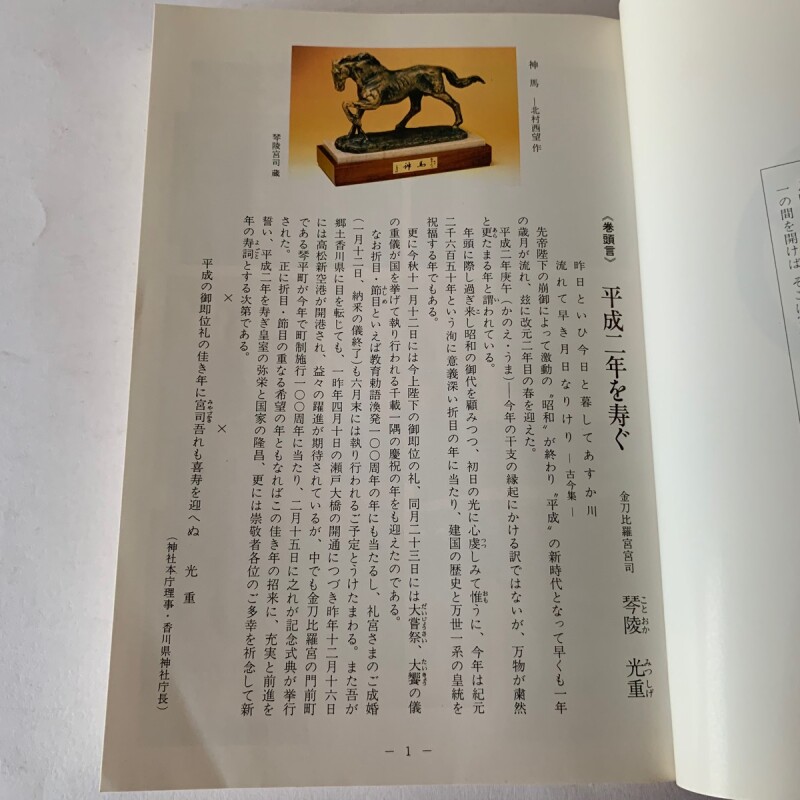 神馬 ―北村西望 作
琴陵宮司 蔵
神馬
《巻頭言》 平成二年を寿ぐ
金刀比羅宮宮司 琴陵 光重
こと おか みつ しげ
昨日といひ今日と暮してあすか川
流れて早き月日なりけり ―古今集―
先帝陛下の崩御によって激動の〝昭和〟が終わり〝平成〟の新時代となって早くも一年
の歳月が流れ、玆に改元二年目の春を迎えた。
平成二年庚午(かのえ・うま)―今年の干支の縁起にかける訳ではないが、万物が粛然
と更たまる年と謂われている。
年頭に際し過ぎ来し昭和の御代を顧みつつ、初日の光に心虔しみて惟うに、今年は紀元
二千六百五十年という洵に意義深い折目の年に当たり、建国の歴史と万世一系の皇統を
祝福する年でもある。
更に今秋十一月十二日には今上陛下の御即位の礼、同月二十三日には大嘗祭、大饗の儀
の重儀が国を挙げて執り行われる千載一隅の慶祝の年をも迎えたのである。
なお折目・節目といえば教育勅語渙発一〇〇周年の年にも当たるし、礼宮さまのご成婚
(一月十二日、納釆の儀終了)も六月末には執り行われるご予定とうけたまわる。また吾が
郷土香川県に目を転じても、一昨年四月十日の瀬戸大橋の開通につづき昨年十二月十六日
には高松新空港が開港され、益々の躍進が期待されているが、中でも金刀比羅宮の門前町
である琴平町が今年で町制施行一〇〇周年に当たり、二月十五日に之れが記念式典が挙行
された。正に折目・節目の重なる希望の年ともなればこの佳き年の招来に、充実と前進を
誓い、平成二年を寿ぎ皇室の弥栄と国家の隆昌、更には崇敬者各位のご多幸を祈念して新
年の寿詞とする次第である。
× ×
平成の御即位礼の佳き年に宮司吾れも喜寿を迎へぬ 光重
(神社本庁理事・香川県神社庁長)
― 1 ―
一の間を開けば